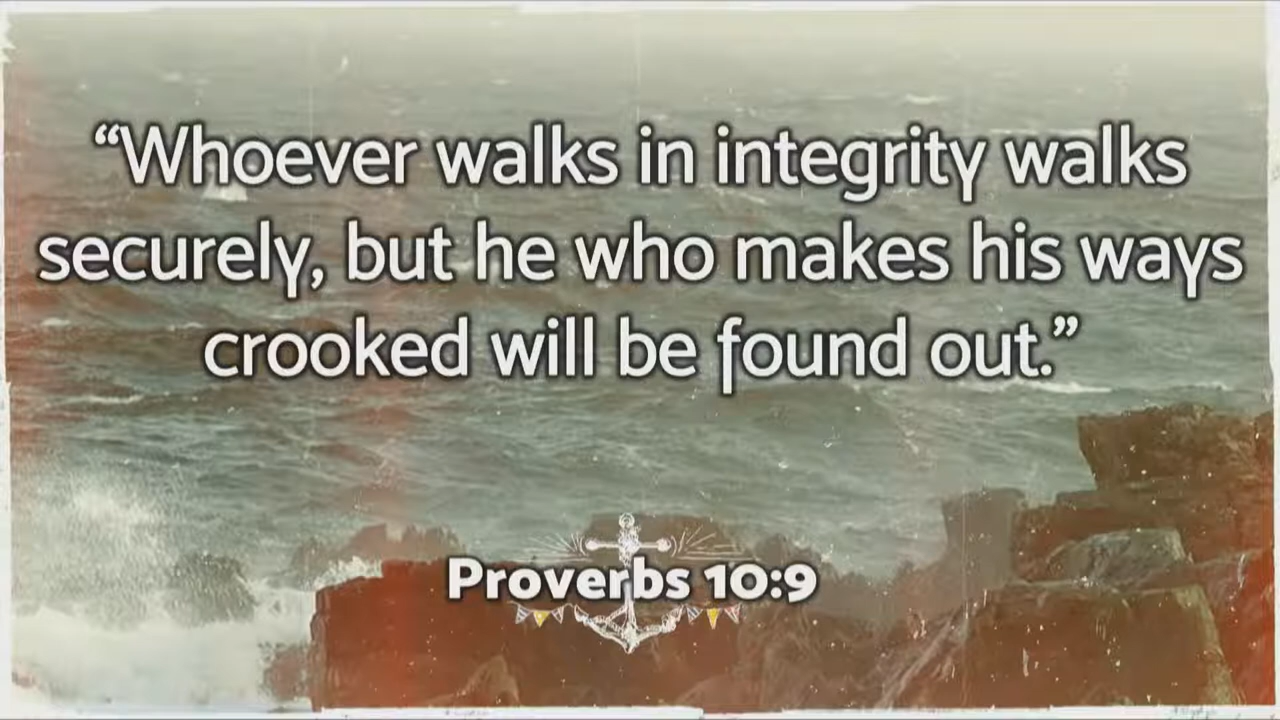 “Whoever walks in integrity walks
securely, but he who makes his ways
crooked will be found out.”
Proverbs 10:9